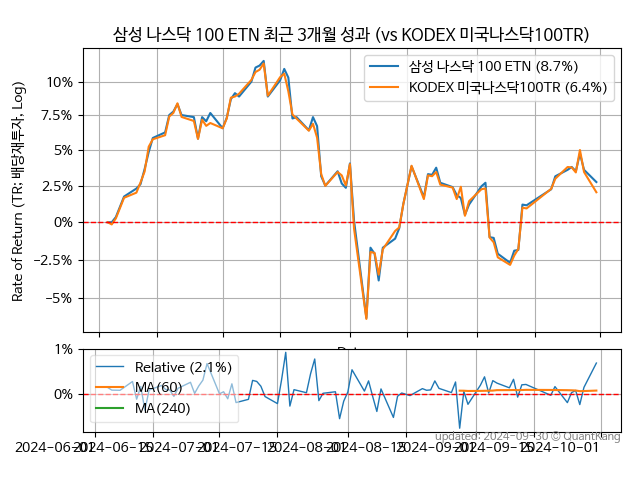 삼성 나스닥 100 ETN 최근 3개월 성과 (vs KODEX 미국나스닥100TR)
삼성 나스닥 100 ETN (8.7%)
KODEX 미국나스닥100TR (6.4%)
Rate of Return (TR: 배당재투자, Log)
10%
7.5%
5%
2.5%
0%
−2.5%
−5%
1%
0%
Relative (2.1%)
MA(60)
MA(240)
updated: 2024-09-30 © QuantKang
2024-06-01 2024-06-15 2024-07-01 2024-07-15 2024-08-01 2024-08-15 2024-09-01 2024-09-15 2024-10-01